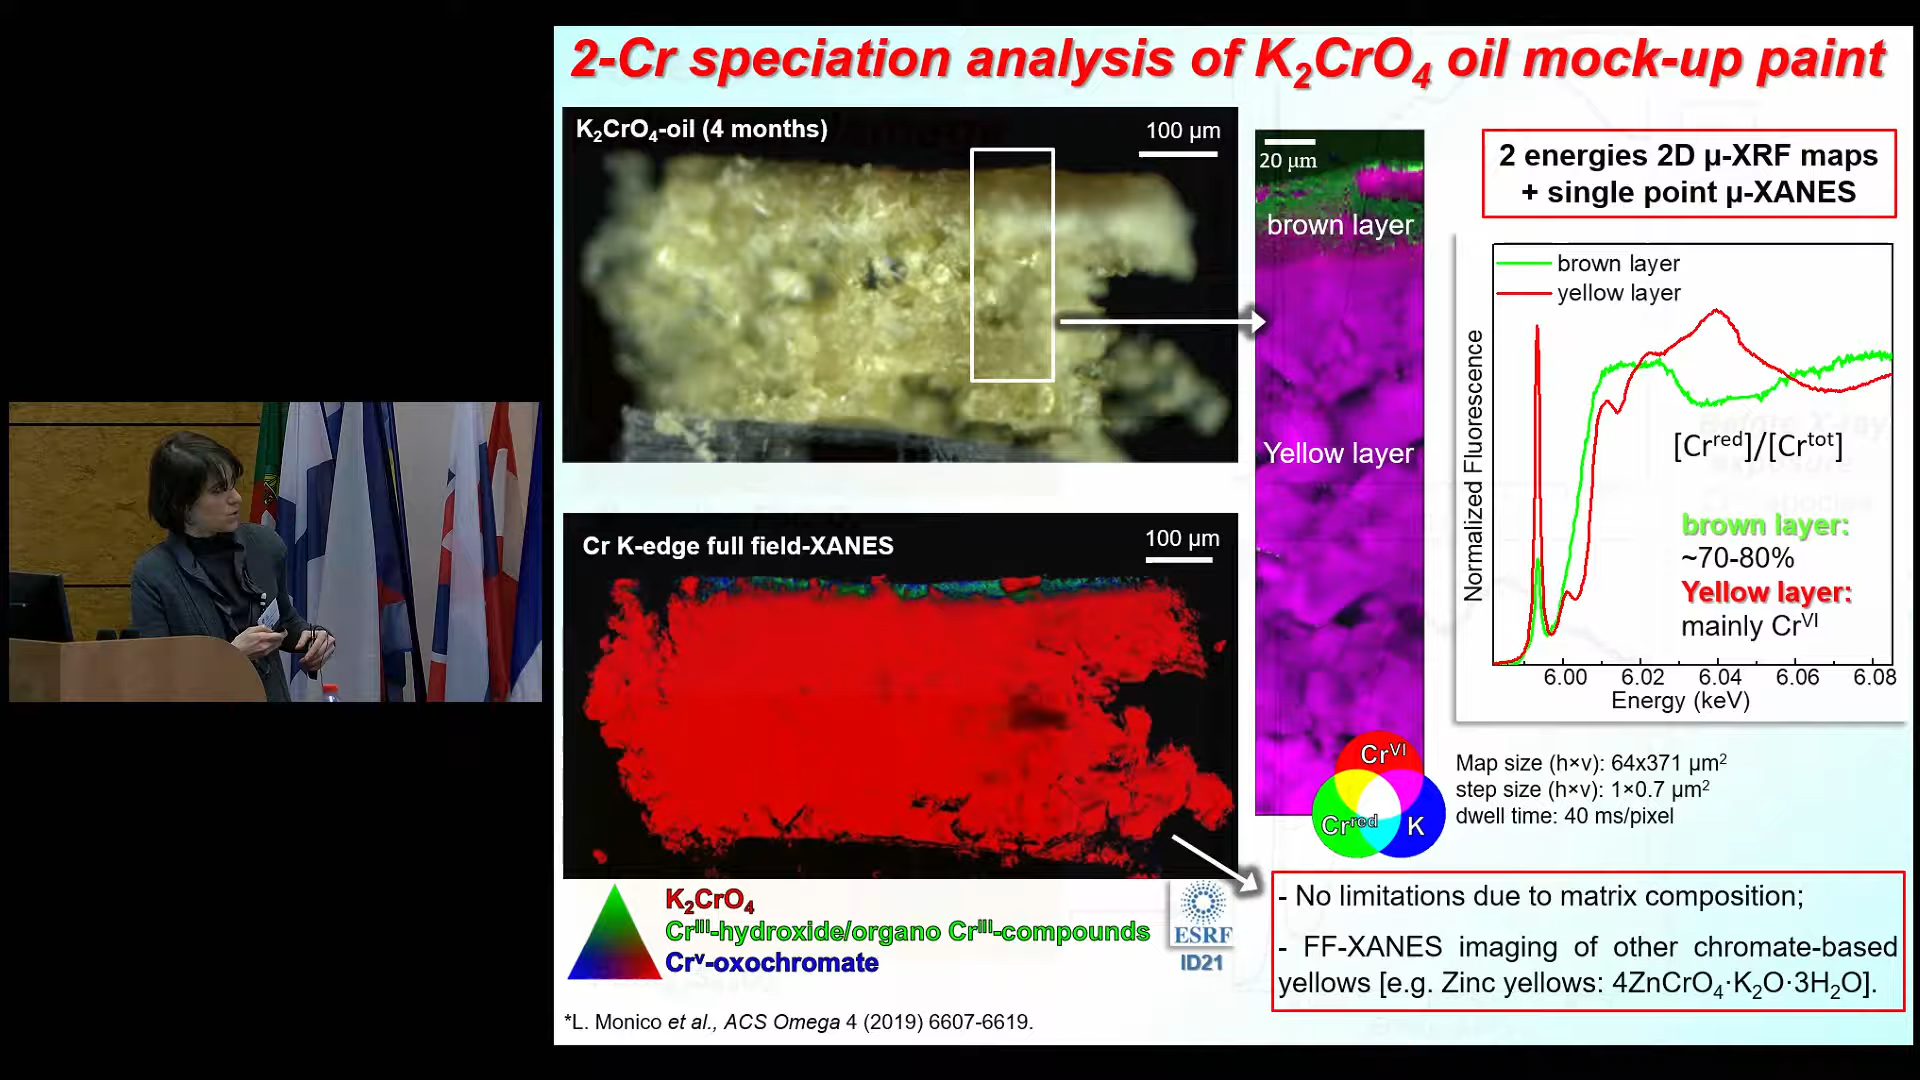 2-Cr speciation analysis of K₂CrO₄ oil mock-up paint
K₂CrO₄-oil (4 months)
100 µm
20 µm
brown layer
Yellow layer
2 energies 2D µ-XRF maps
+ single point µ-XANES
brown layer
yellow layer
Normalized Fluorescence
[Crʳᵉᵈ]/[Crᵗᵒᵗ]
brown layer:
~70-80%
Yellow layer:
mainly Crⱽᴵ
6.00 6.02 6.04 6.06 6.08
Energy (keV)
Cr K-edge full field-XANES
100 µm
Crⱽᴵ
Crʳᵉᵈ
K
Map size (h×v): 64x371 µm²
step size (h×v): 1×0.7 µm²
dwell time: 40 ms/pixel
K₂CrO₄
Crᴵᴵᴵ-hydroxide/organo Crᴵᴵᴵ-compounds
Crⱽ-oxochromate
ESRF
ID21
- No limitations due to matrix composition;
- FF-XANES imaging of other chromate-based
yellows [e.g. Zinc yellows: 4ZnCrO₄·K₂O·3H₂O].
*L. Monico et al., ACS Omega 4 (2019) 6607-6619.